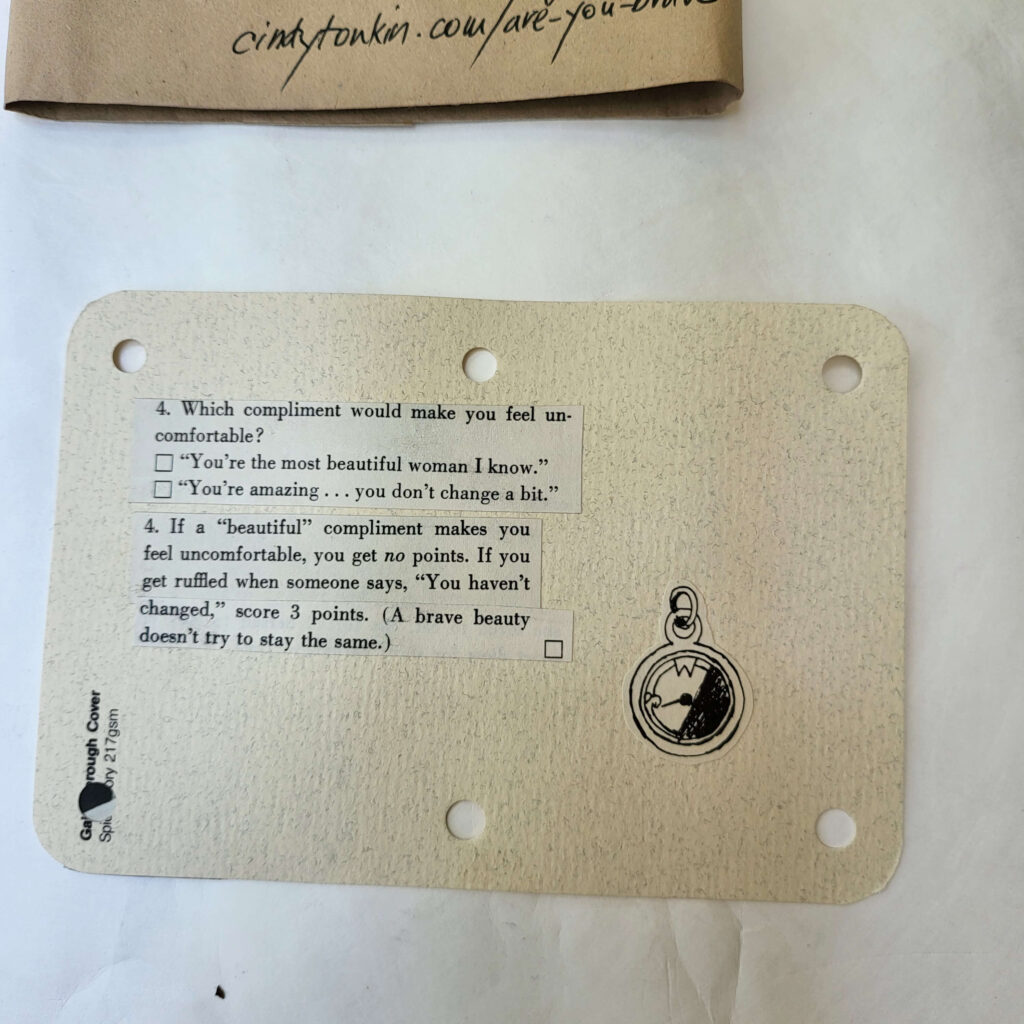 cindytonkin.com/are-you-brave
4. Which compliment would make you feel un-
comfortable?
☐ “You’re the most beautiful woman I know.”
☐ “You’re amazing . . . you don’t change a bit.”
4. If a “beautiful” compliment makes you
feel uncomfortable, you get no points. If you
get ruffled when someone says, “You haven’t
changed,” score 3 points. (A brave beauty
doesn’t try to stay the same.) ☐
Cover
217gsm